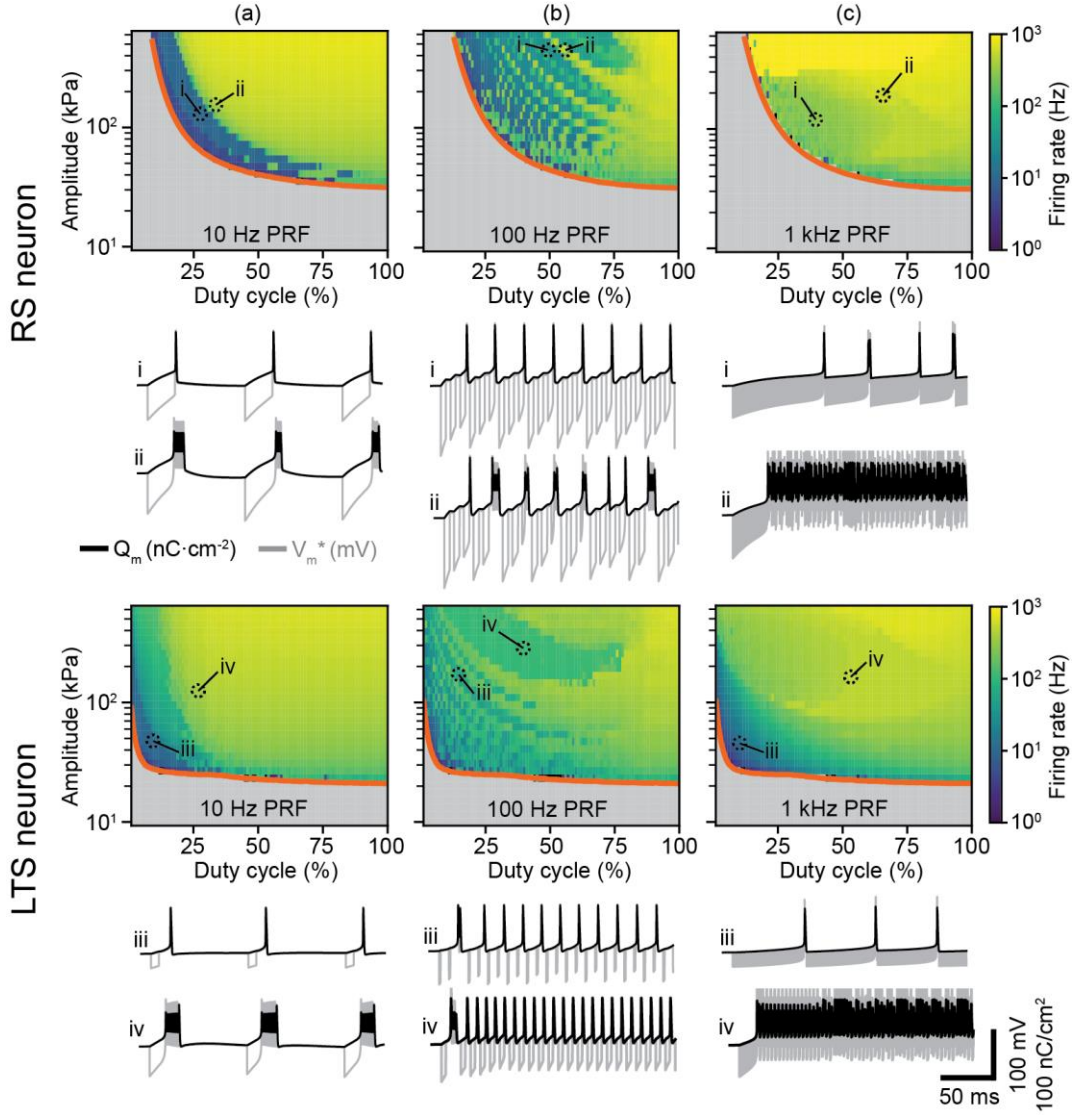 (a)
(b)
(c)
RS neuron
Amplitude (kPa)
10²
10¹
i
ii
10 Hz PRF
25
50
75
100
Duty cycle (%)
i
ii
100 Hz PRF
25
50
75
100
Duty cycle (%)
i
ii
1 kHz PRF
25
50
75
100
Duty cycle (%)
10³
10²
10¹
10⁰
Firing rate (Hz)
i
i
i
ii
ii
ii
Qₘ (nC·cm⁻²)
Vₘ* (mV)
LTS neuron
Amplitude (kPa)
10²
10¹
iv
iii
10 Hz PRF
25
50
75
100
Duty cycle (%)
iv
iii
100 Hz PRF
25
50
75
100
Duty cycle (%)
iv
iii
1 kHz PRF
25
50
75
100
Duty cycle (%)
10³
10²
10¹
10⁰
Firing rate (Hz)
iii
iii
iii
iv
iv
iv
100 mV
100 nC/cm²
50 ms